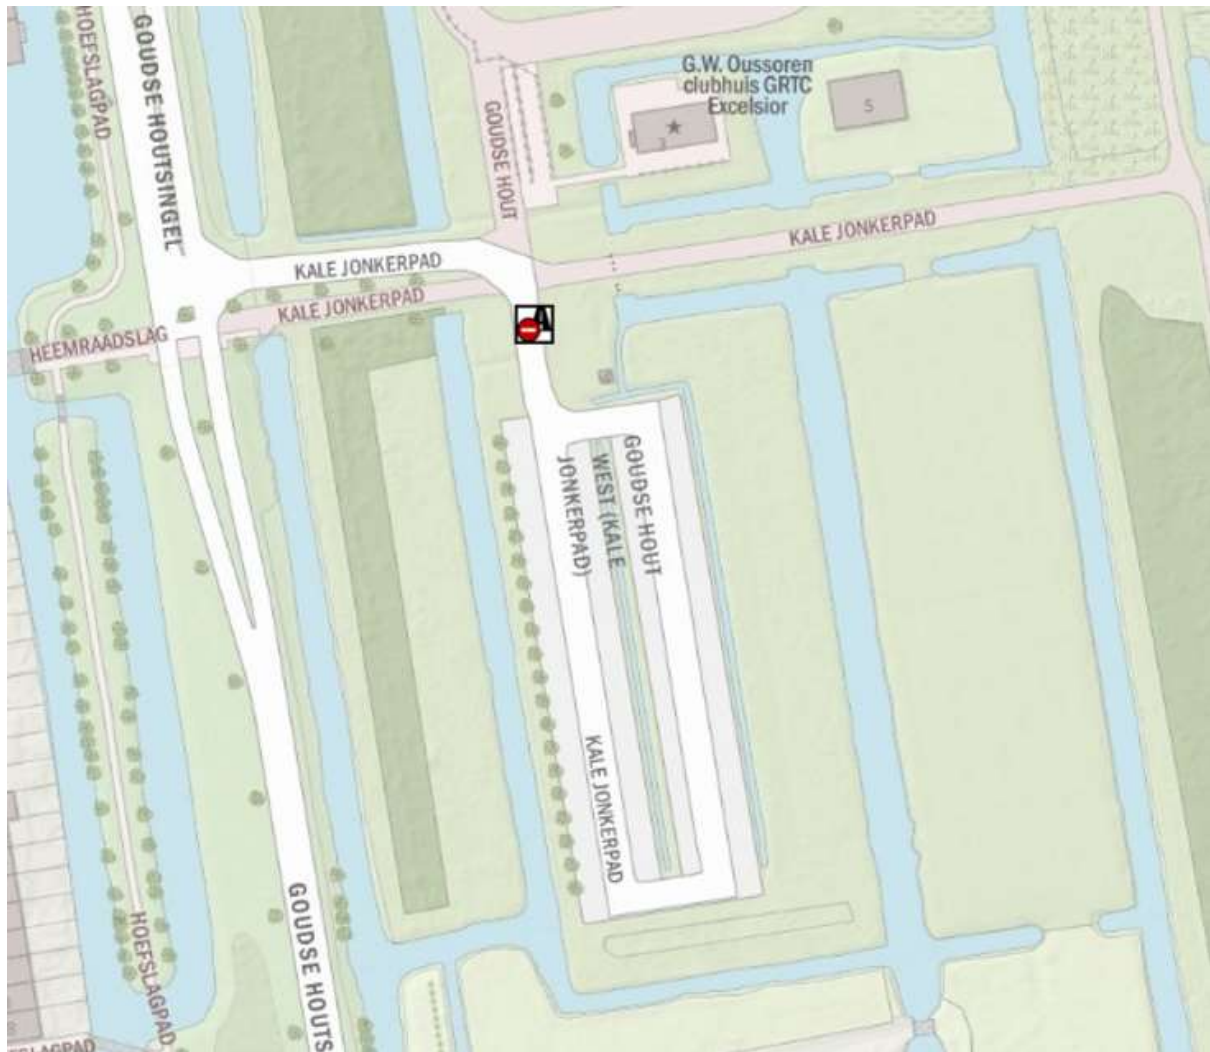 HOEFSLAGPAD
GOUDSE HOUTSINGEL
G.W. Oussoren
clubhuis GRTC
Excelsior
S
GOUDSE HOUT
KALE JONKERPAD
KALE JONKERPAD
KALE JONKERPAD
HEEMRAADSLAG
A
GOUDSE HOUT
WEST (KALE
JONKERPAD)
KALE JONKERPAD
GOUDSE HOUTS
HOEFSLAGPAD
FSLAGPAD